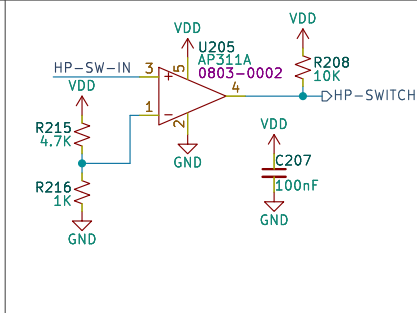 VDD
U205
AP311A
0803-0002
5
HP-SW-IN
3
+
VDD
R208
10K
4
HP-SWITCH
VDD
1
-
2
R215
4.7K
GND
VDD
C207
100nF
R216
1K
GND
GND